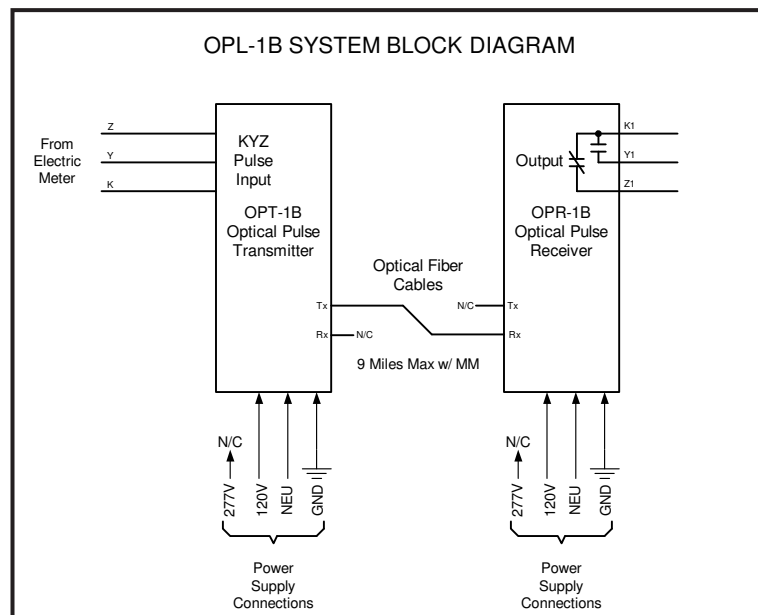 OPL-1B SYSTEM BLOCK DIAGRAM
From
Electric
Meter
Z
Y
K
KYZ
Pulse
Input
OPT-1B
Optical Pulse
Transmitter
Tx
Rx
N/C
Optical Fiber
Cables
9 Miles Max w/ MM
N/C
Tx
Rx
Output
OPR-1B
Optical Pulse
Receiver
K1
Y1
Z1
N/C
277V
120V
NEU
GND
Power
Supply
Connections
N/C
277V
120V
NEU
GND
Power
Supply
Connections